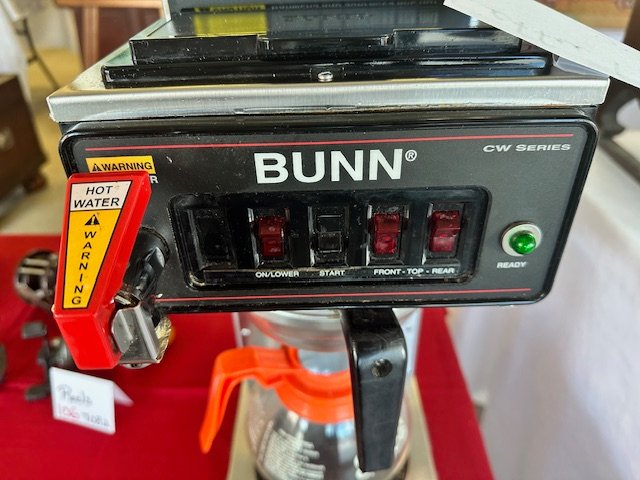 BUNN®
CW SERIES
WARNING
HOT
WATER
WARNING
ON/LOWER
START
FRONT - TOP - REAR
READY